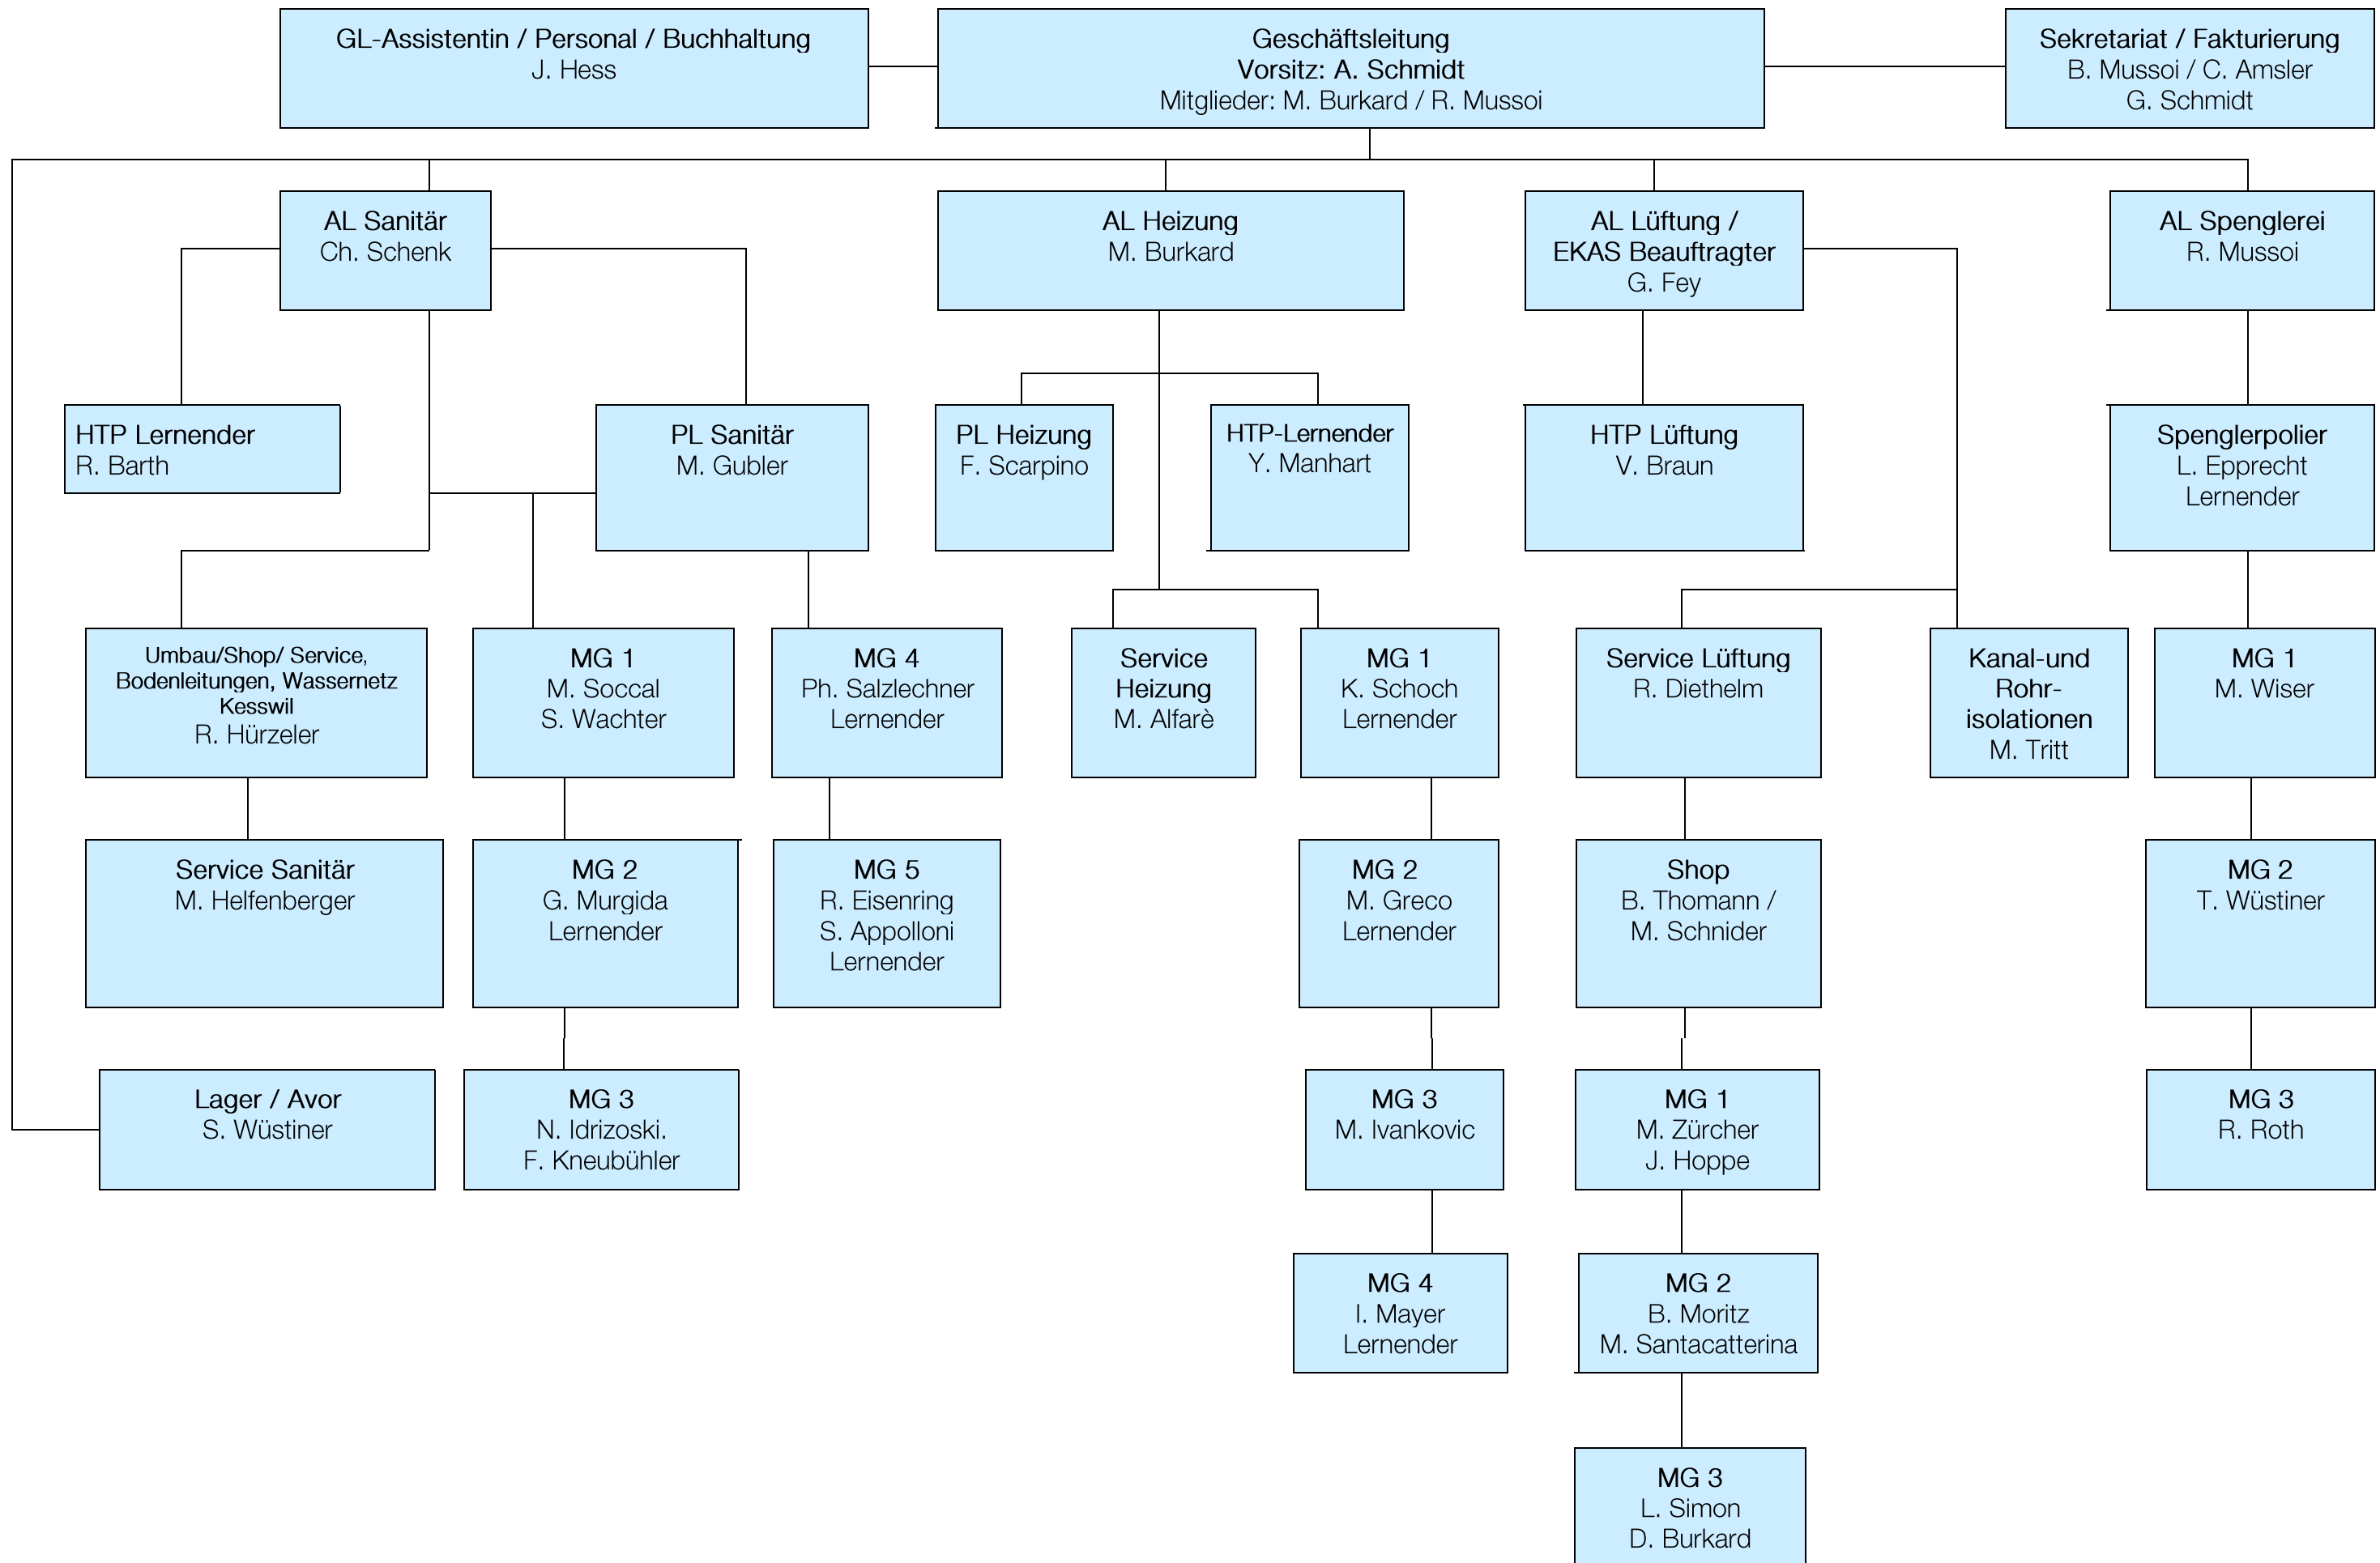 GL-Assistentin / Personal / Buchhaltung
J. Hess
Geschäftsleitung
Vorsitz: A. Schmidt
Mitglieder: M. Burkard / R. Mussoi
Sekretariat / Fakturierung
B. Mussoi / C. Amsler
G. Schmidt
AL Sanitär
Ch. Schenk
AL Heizung
M. Burkard
AL Lüftung /
EKAS Beauftragter
G. Fey
AL Spenglerei
R. Mussoi
HTP Lernender
R. Barth
PL Sanitär
M. Gubler
PL Heizung
F. Scarpino
HTP-Lernender
Y. Manhart
HTP Lüftung
V. Braun
Spenglerpolier
L. Epprecht
Lernender
Umbau/Shop/ Service,
Bodenleitungen, Wassernetz
Kesswil
R. Hürzeler
MG 1
M. Soccal
S. Wachter
MG 4
Ph. Salzlechner
Lernender
Service
Heizung
M. Alfarè
MG 1
K. Schoch
Lernender
Service Lüftung
R. Diethelm
Kanal-und
Rohr-
isolationen
M. Tritt
MG 1
M. Wiser
Service Sanitär
M. Helfenberger
MG 2
G. Murgida
Lernender
MG 5
R. Eisenring
S. Appolloni
Lernender
MG 2
M. Greco
Lernender
Shop
B. Thomann /
M. Schnider
MG 2
T. Wüstiner
Lager / Avor
S. Wüstiner
MG 3
N. Idrizoski.
F. Kneubühler
MG 3
M. Ivankovic
MG 1
M. Zürcher
J. Hoppe
MG 3
R. Roth
MG 4
I. Mayer
Lernender
MG 2
B. Moritz
M. Santacatterina
MG 3
L. Simon
D. Burkard